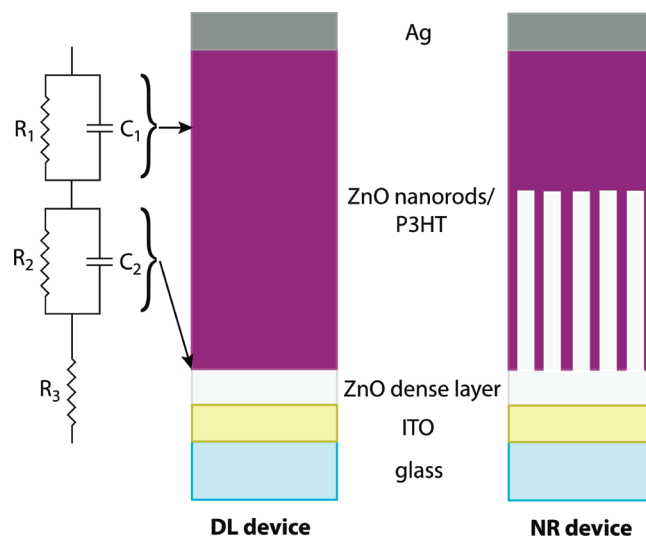 Ag
R1
C1
ZnO nanorods/
P3HT
R2
C2
R3
ZnO dense layer
ITO
glass
DL device
NR device